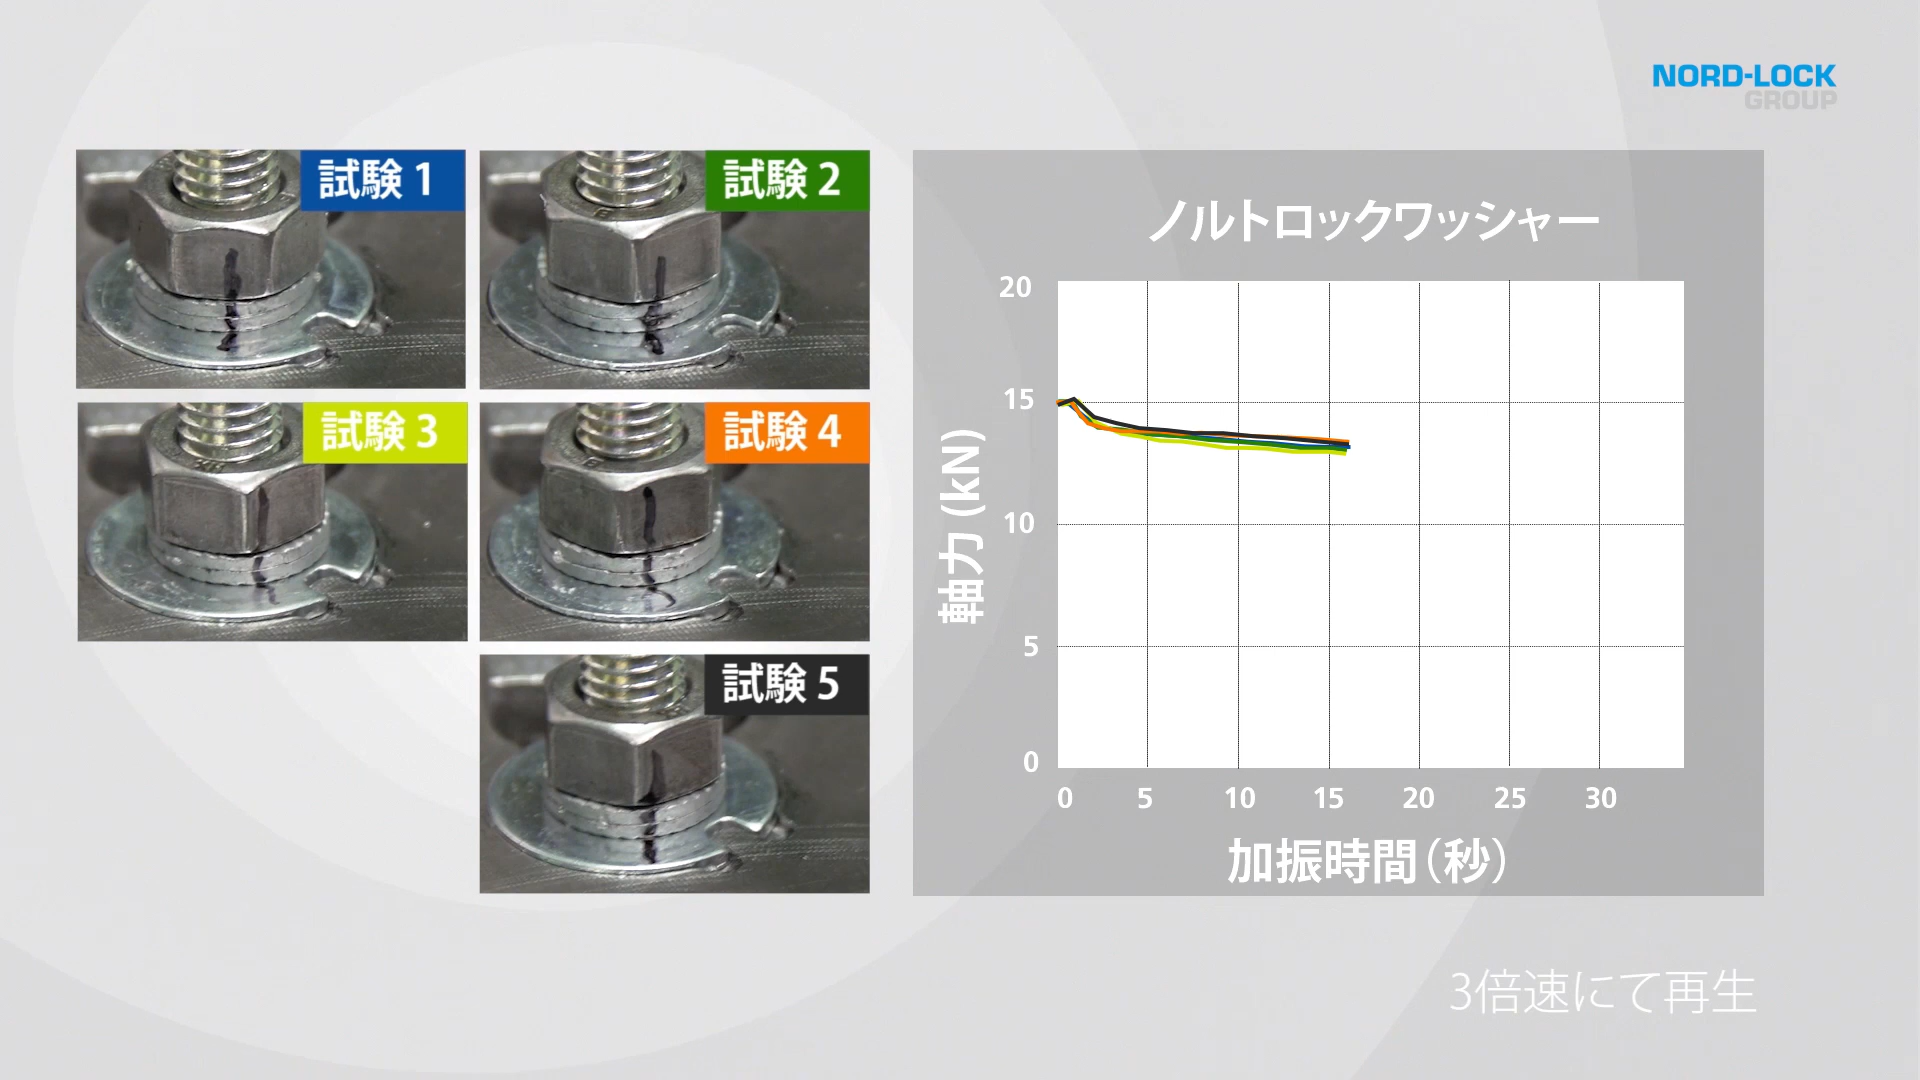 NORD-LOCK
GROUP
試験 1
試験 2
試験 3
試験 4
試験 5
ノルトロックワッシャー
軸力 (kN)
20
15
10
5
0
0 5 10 15 20 25 30
加振時間（秒）
3倍速にて再生